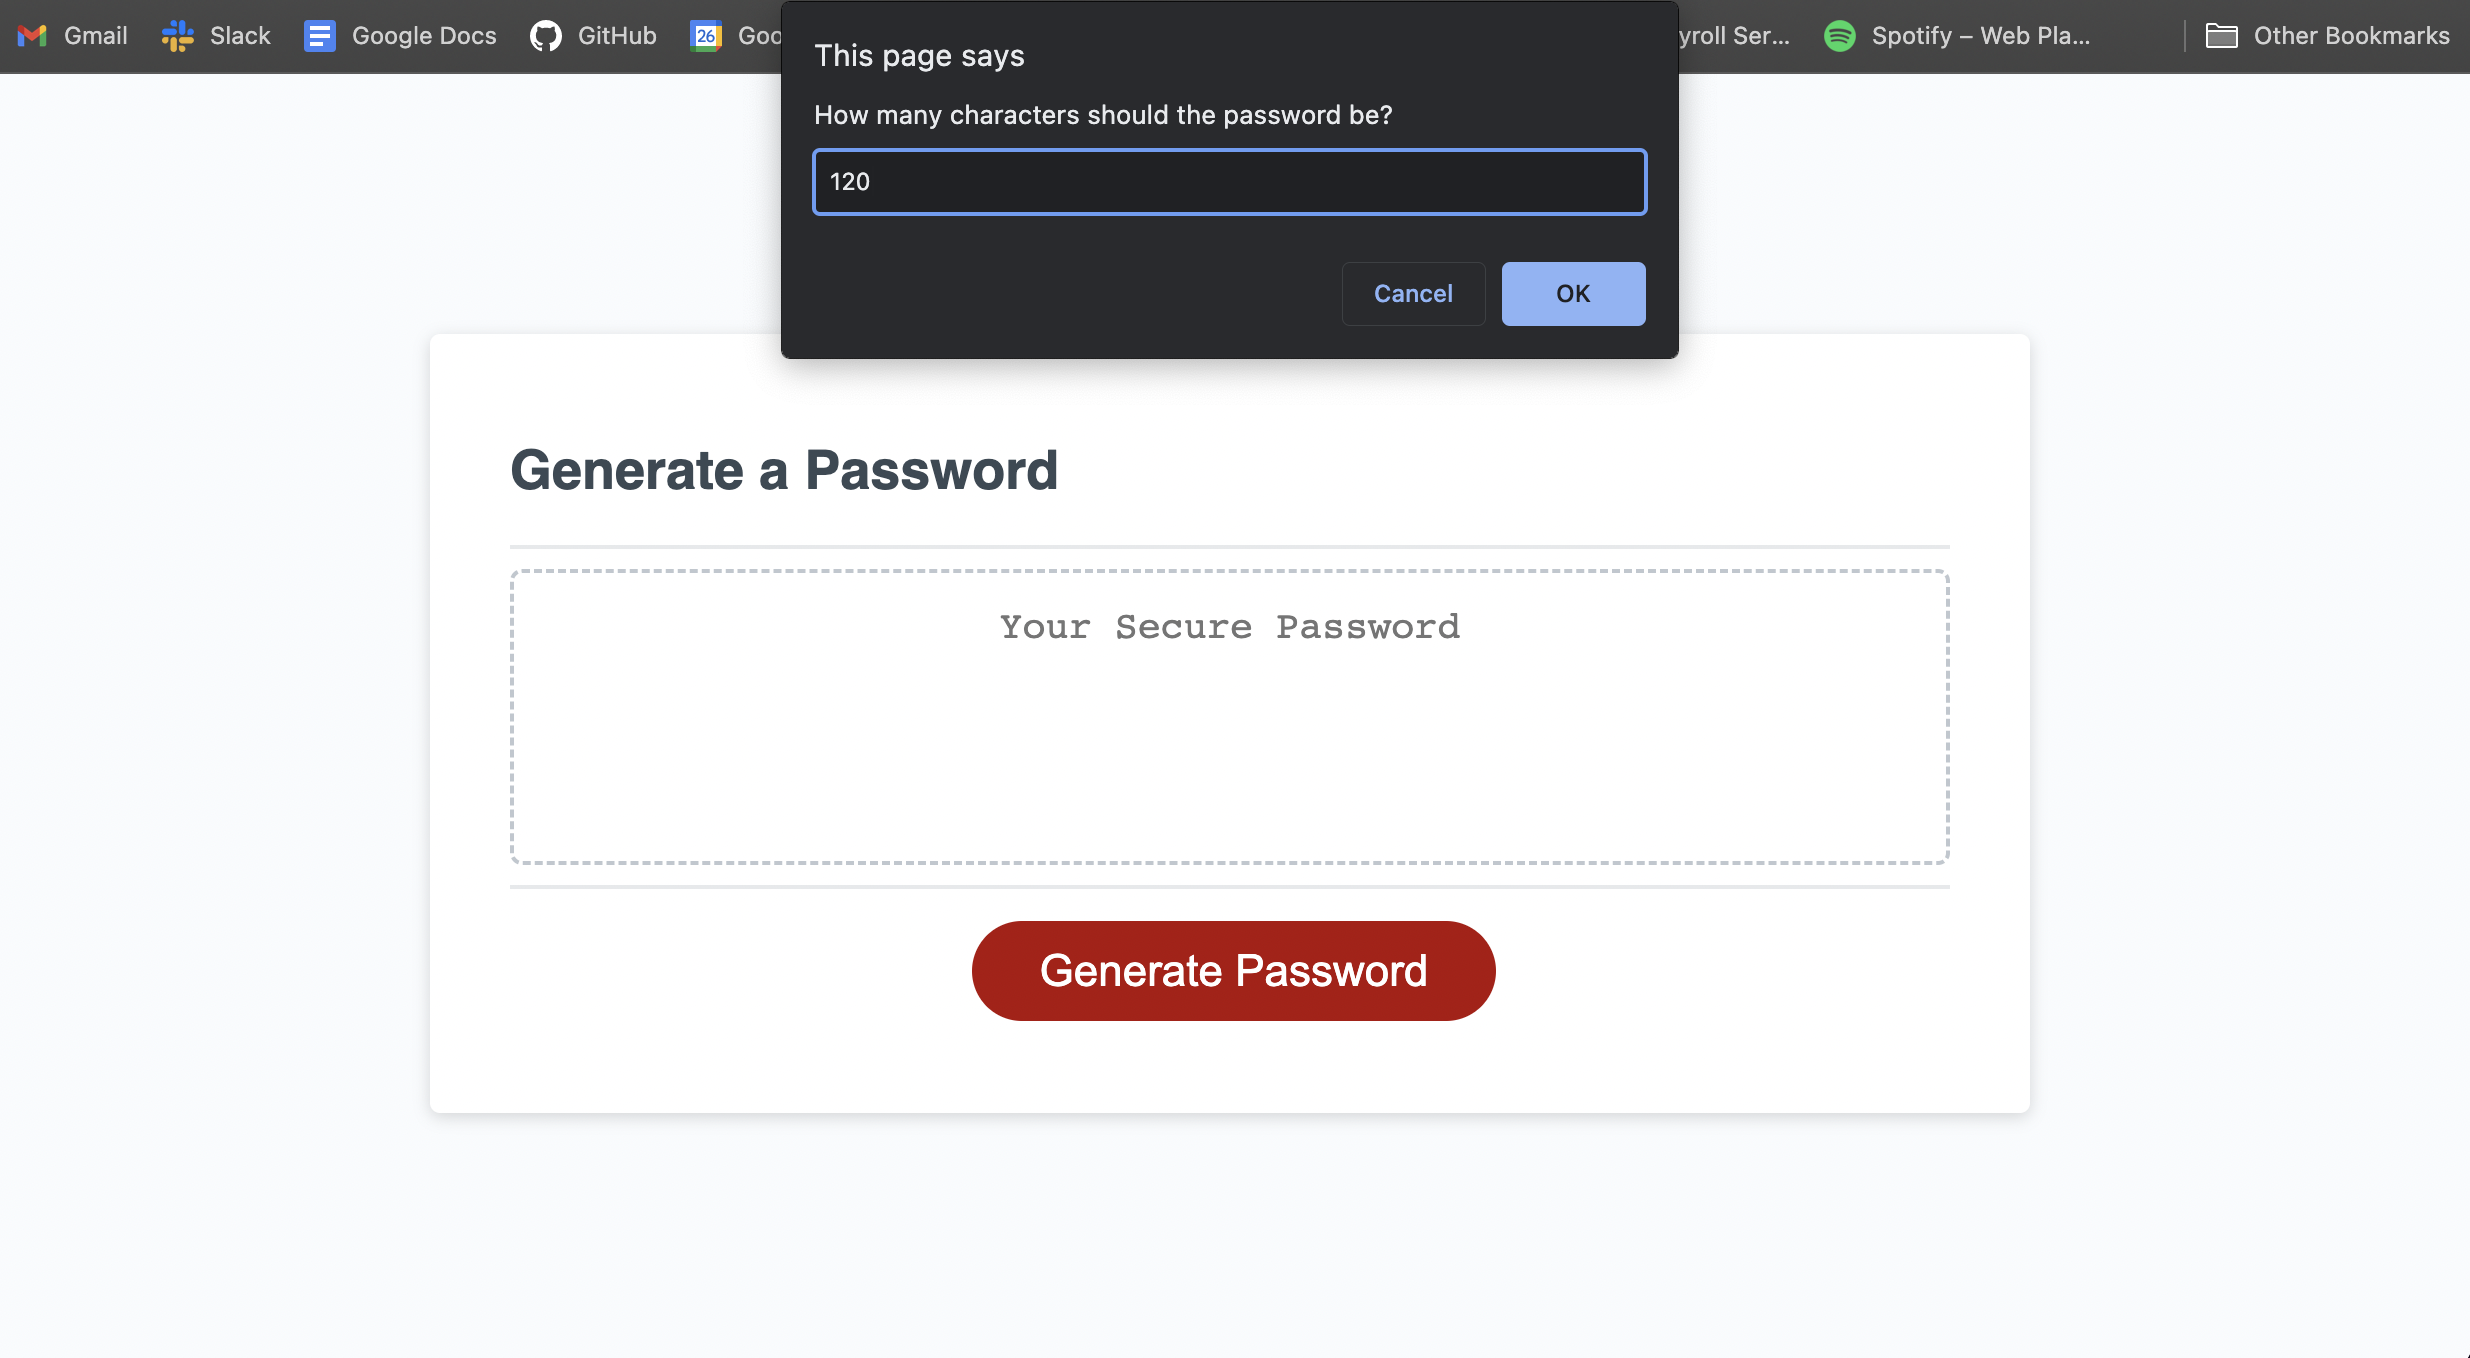 Gmail
Slack
Google Docs
GitHub
26
Goo
yroll Ser...
Spotify – Web Pla...
Other Bookmarks
This page says
How many characters should the password be?
120
Cancel
OK
Generate a Password
Your Secure Password
Generate Password